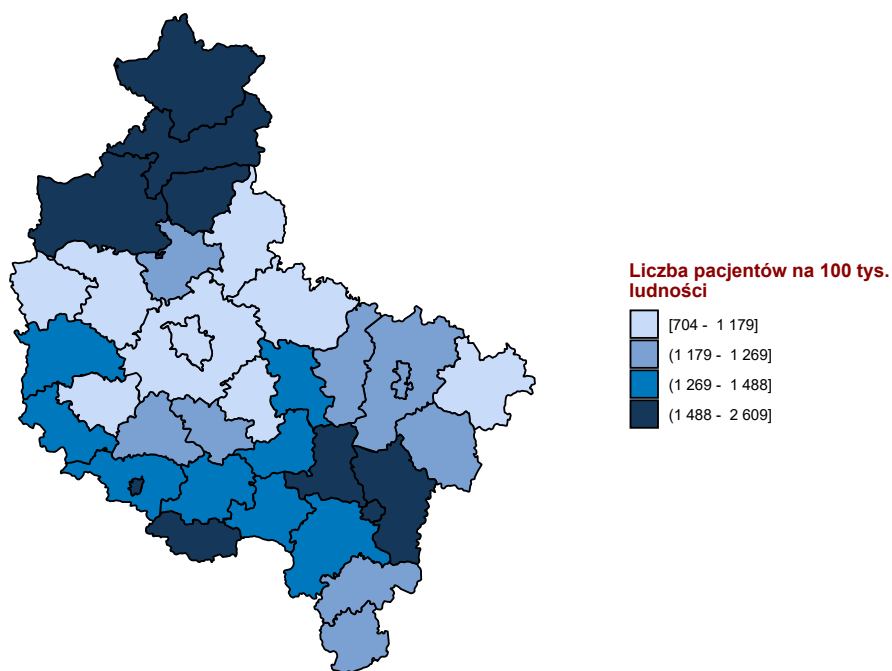 Liczba pacjentów na 100 tys.
ludności
[704 - 1 179]
(1 179 - 1 269]
(1 269 - 1 488]
(1 488 - 2 609]